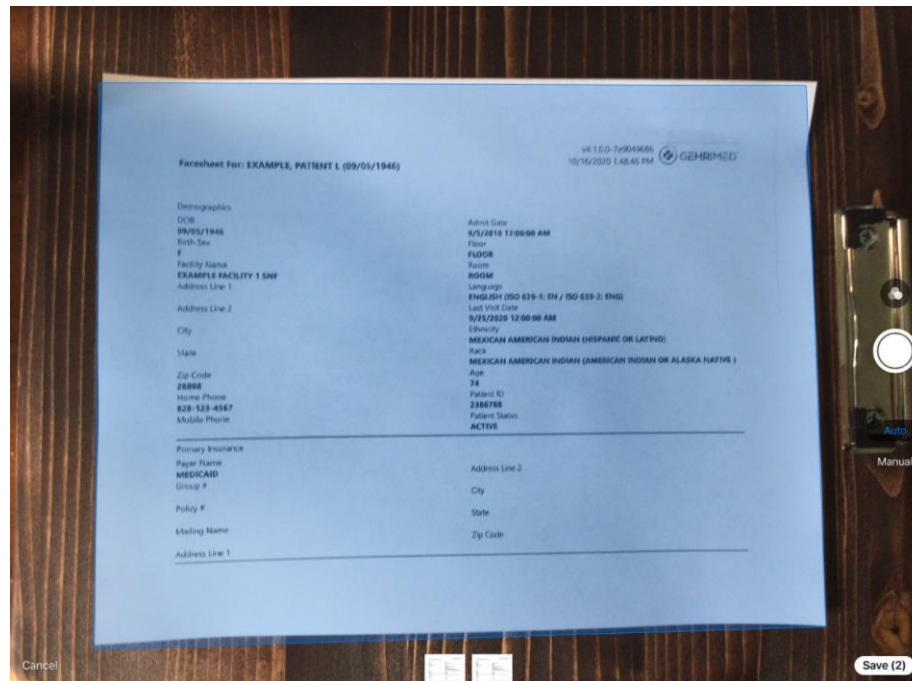 Facesheet For: EXAMPLE, PATIENT L (09/05/1946)
v4.1.0.0-7a9049686
10/16/2020 1:48:46 PM
GEHRIMED
Demographics
DOB
09/05/1946
Birth Sex
F
Facility Name
EXAMPLE FACILITY 1 SNF
Address Line 1
Address Line 2
City
State
Zip Code
28808
Home Phone
828-123-4567
Mobile Phone
Admit Date
9/5/2018 12:00:00 AM
Floor
FLOOR
Room
ROOM
Language
ENGLISH (ISO 639-1: EN / ISO 639-2: ENG)
Last Visit Date
9/25/2020 12:00:00 AM
Ethnicity
MEXICAN AMERICAN INDIAN (HISPANIC OR LATINO)
Race
MEXICAN AMERICAN INDIAN (AMERICAN INDIAN OR ALASKA NATIVE )
Age
74
Patient ID
2386788
Patient Status
ACTIVE
Primary Insurance
Payer Name
MEDICAID
Group #
Policy #
Mailing Name
Address Line 1
Address Line 2
City
State
Zip Code
Auto
Manual
Cancel
Save (2)